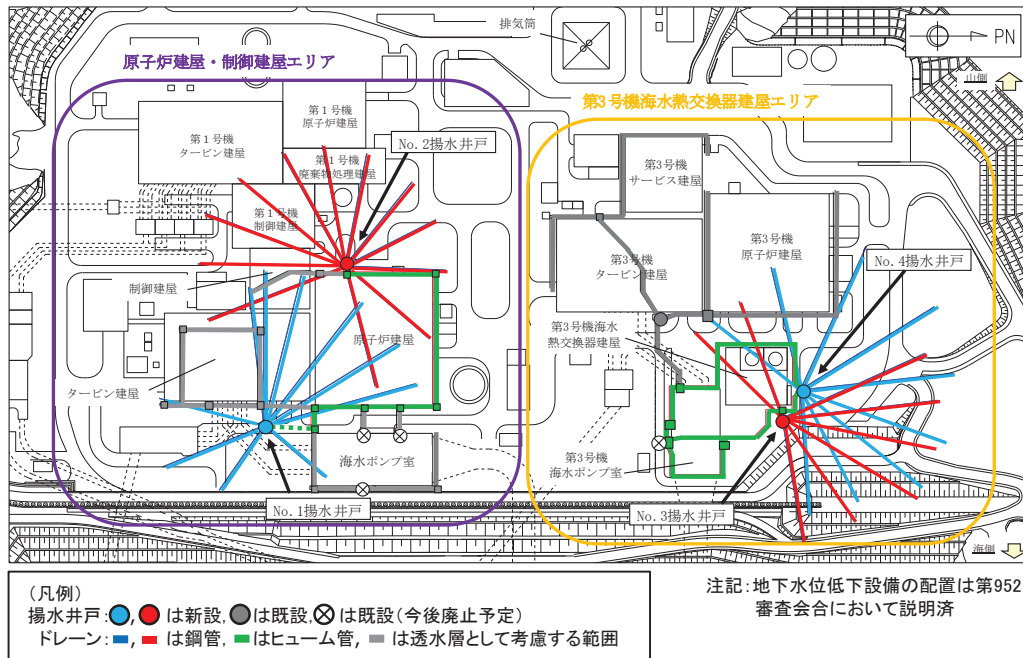 排気筒
PN
山側
原子炉建屋・制御建屋エリア
第3号機海水熱交換器建屋エリア
第1号機
原子炉建屋
第1号機
タービン建屋
No.2揚水井戸
第1号機
廃棄物処理建屋
第1号機
制御建屋
第3号機
サービス建屋
第3号機
原子炉建屋
第3号機
タービン建屋
No.4揚水井戸
制御建屋
原子炉建屋
第3号機海水
熱交換器建屋
タービン建屋
海水ポンプ室
第3号機
海水ポンプ室
No.1揚水井戸
No.3揚水井戸
海側
(凡例)
揚水井戸:●,●は新設,●は既設,⊗は既設(今後廃止予定)
ドレーン:━,━は鋼管,━はヒューム管,━は透水層として考慮する範囲
注記:地下水位低下設備の配置は第952
審査会合において説明済